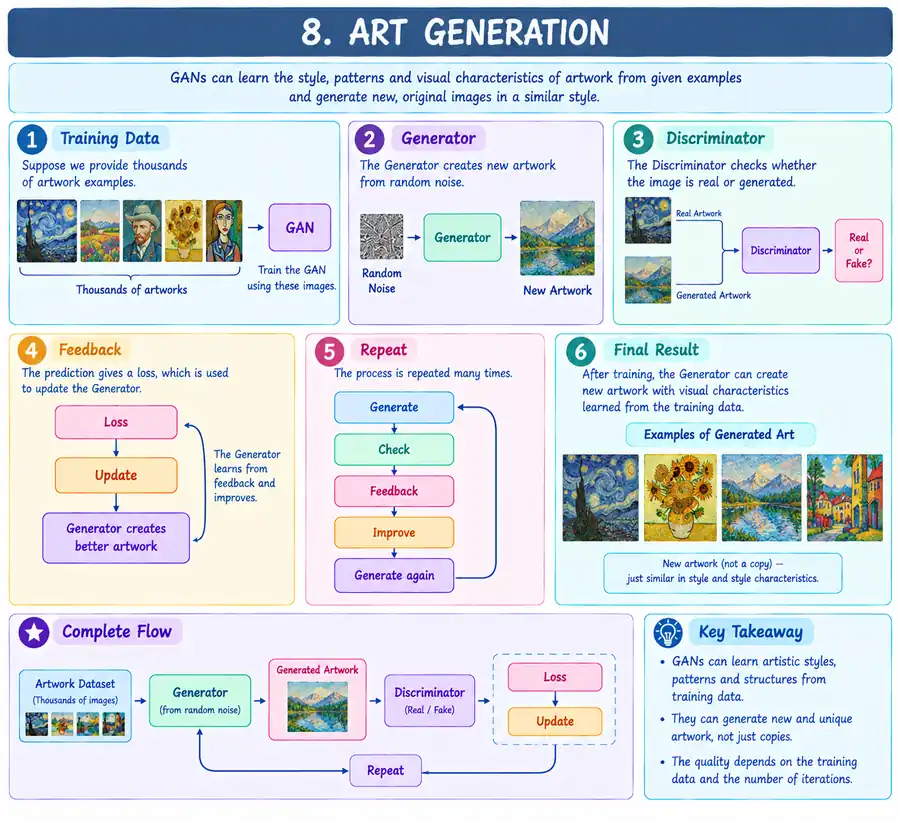 8. ART GENERATION
GANs can learn the style, patterns and visual characteristics of artwork from given examples
and generate new, original images in a similar style.
1 Training Data
Suppose we provide thousands
of artwork examples.
GAN
Thousands of artworks
Train the GAN
using these images.
2 Generator
The Generator creates new artwork
from random noise.
Generator
Random
Noise
New Artwork
3 Discriminator
The Discriminator checks whether
the image is real or generated.
Real Artwork
Discriminator
Real
or
Fake?
Generated Artwork
4 Feedback
The prediction gives a loss, which is used
to update the Generator.
Loss
Update
Generator creates
better artwork
The Generator
learns from
feedback and
improves.
5 Repeat
The process is repeated many times.
Generate
Check
Feedback
Improve
Generate again
6 Final Result
After training, the Generator can create
new artwork with visual characteristics
learned from the training data.
Examples of Generated Art
New artwork (not a copy) —
just similar in style and style characteristics.
Complete Flow
Artwork Dataset
(Thousands of images)
Generator
(from random noise)
Generated Artwork
Discriminator
(Real / Fake)
Loss
Update
Repeat
Key Takeaway
• GANs can learn artistic styles,
patterns and structures from
training data.
• They can generate new and unique
artwork, not just copies.
• The quality depends on the training
data and the number of iterations.